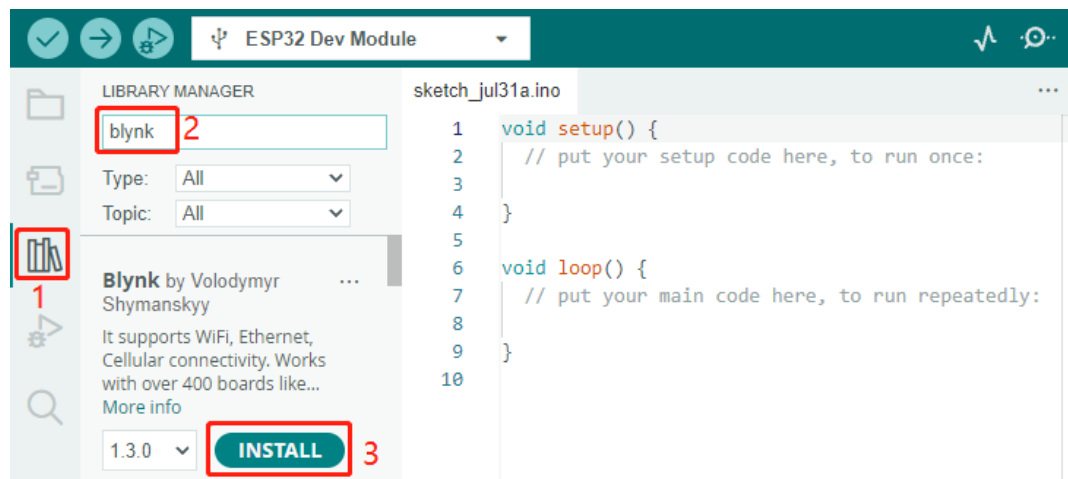 ESP32 Dev Module
LIBRARY MANAGER
blynk
2
Type: All
Topic: All
1
Blynk by Volodymyr
Shymanskyy
It supports WiFi, Ethernet,
Cellular connectivity. Works
with over 400 boards like...
More info
1.3.0
INSTALL
3
sketch_jul31a.ino
1 void setup() {
2 // put your setup code here, to run once:
3
4 }
5
6 void loop() {
7 // put your main code here, to run repeatedly:
8
9 }
10